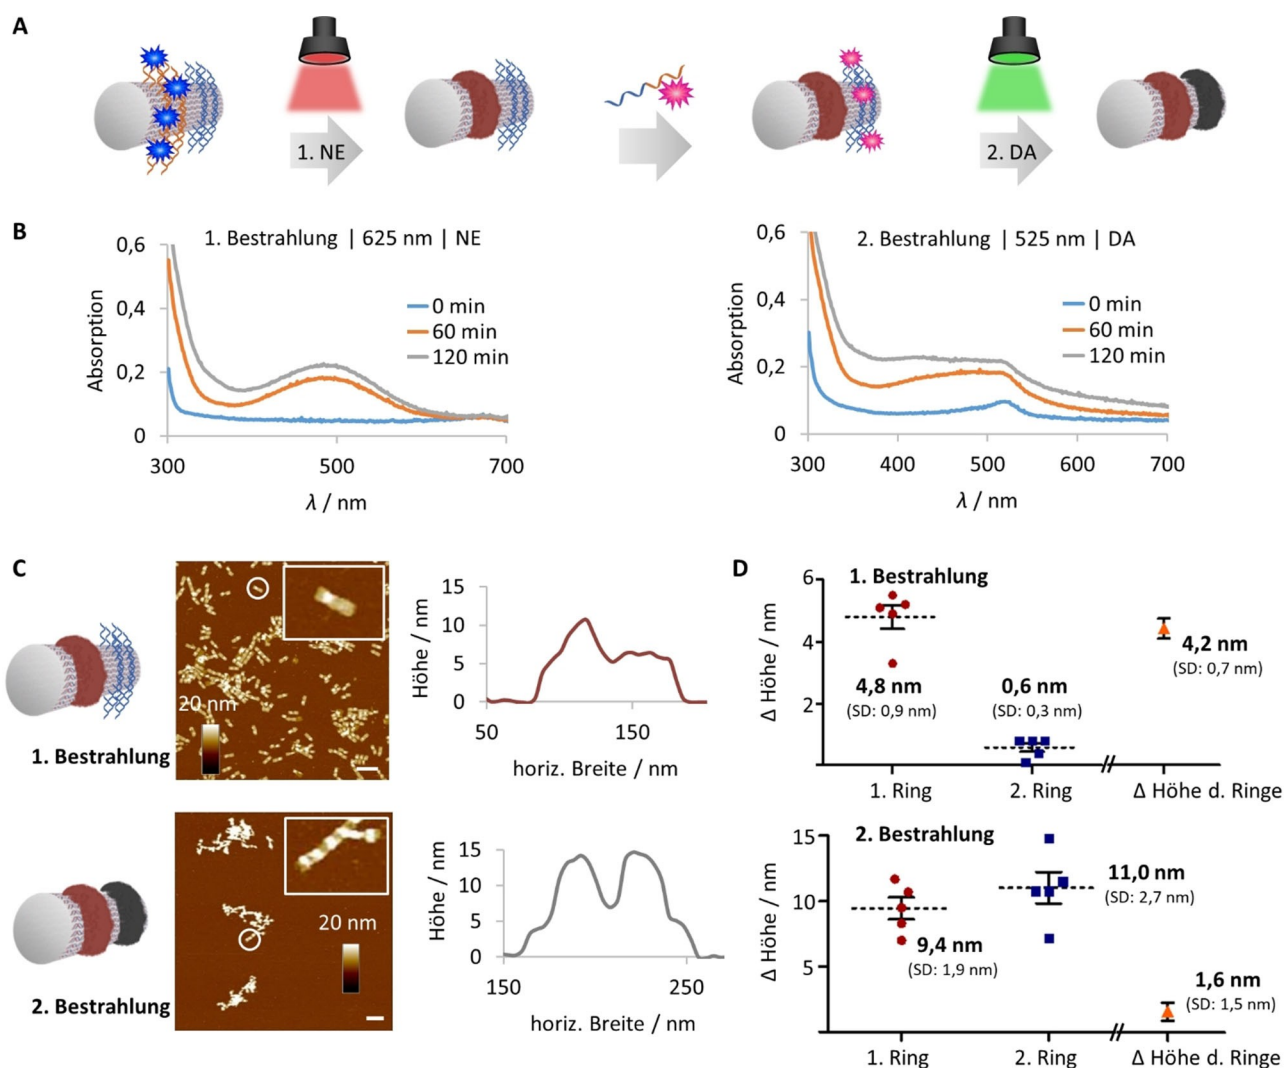 A
1. NE
2. DA
B
1. Bestrahlung | 625 nm | NE
0,6
0,4
0,2
0
Absorption
0 min
60 min
120 min
300
500
700
λ / nm
2. Bestrahlung | 525 nm | DA
0,6
0,4
0,2
0
Absorption
0 min
60 min
120 min
300
400
500
600
700
λ / nm
C
1. Bestrahlung
20 nm
15
10
5
0
Höhe / nm
50
150
horiz. Breite / nm
2. Bestrahlung
20 nm
15
10
5
0
Höhe / nm
150
250
horiz. Breite / nm
D
1. Bestrahlung
6
4
2
Δ Höhe / nm
4,8 nm
(SD: 0,9 nm)
0,6 nm
(SD: 0,3 nm)
4,2 nm
(SD: 0,7 nm)
1. Ring
2. Ring
Δ Höhe d. Ringe
2. Bestrahlung
15
10
5
Δ Höhe / nm
9,4 nm
(SD: 1,9 nm)
11,0 nm
(SD: 2,7 nm)
1,6 nm
(SD: 1,5 nm)
1. Ring
2. Ring
Δ Höhe d. Ringe